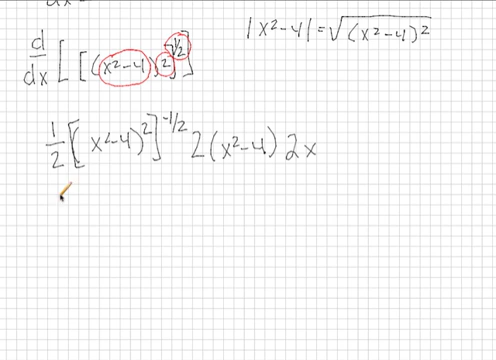 dx
|x²-4| = √(x²-4)²
d/dx [[(x²-4)²]^1/2]
1/2 [(x²-4)²]^-1/2 2(x²-4) 2x